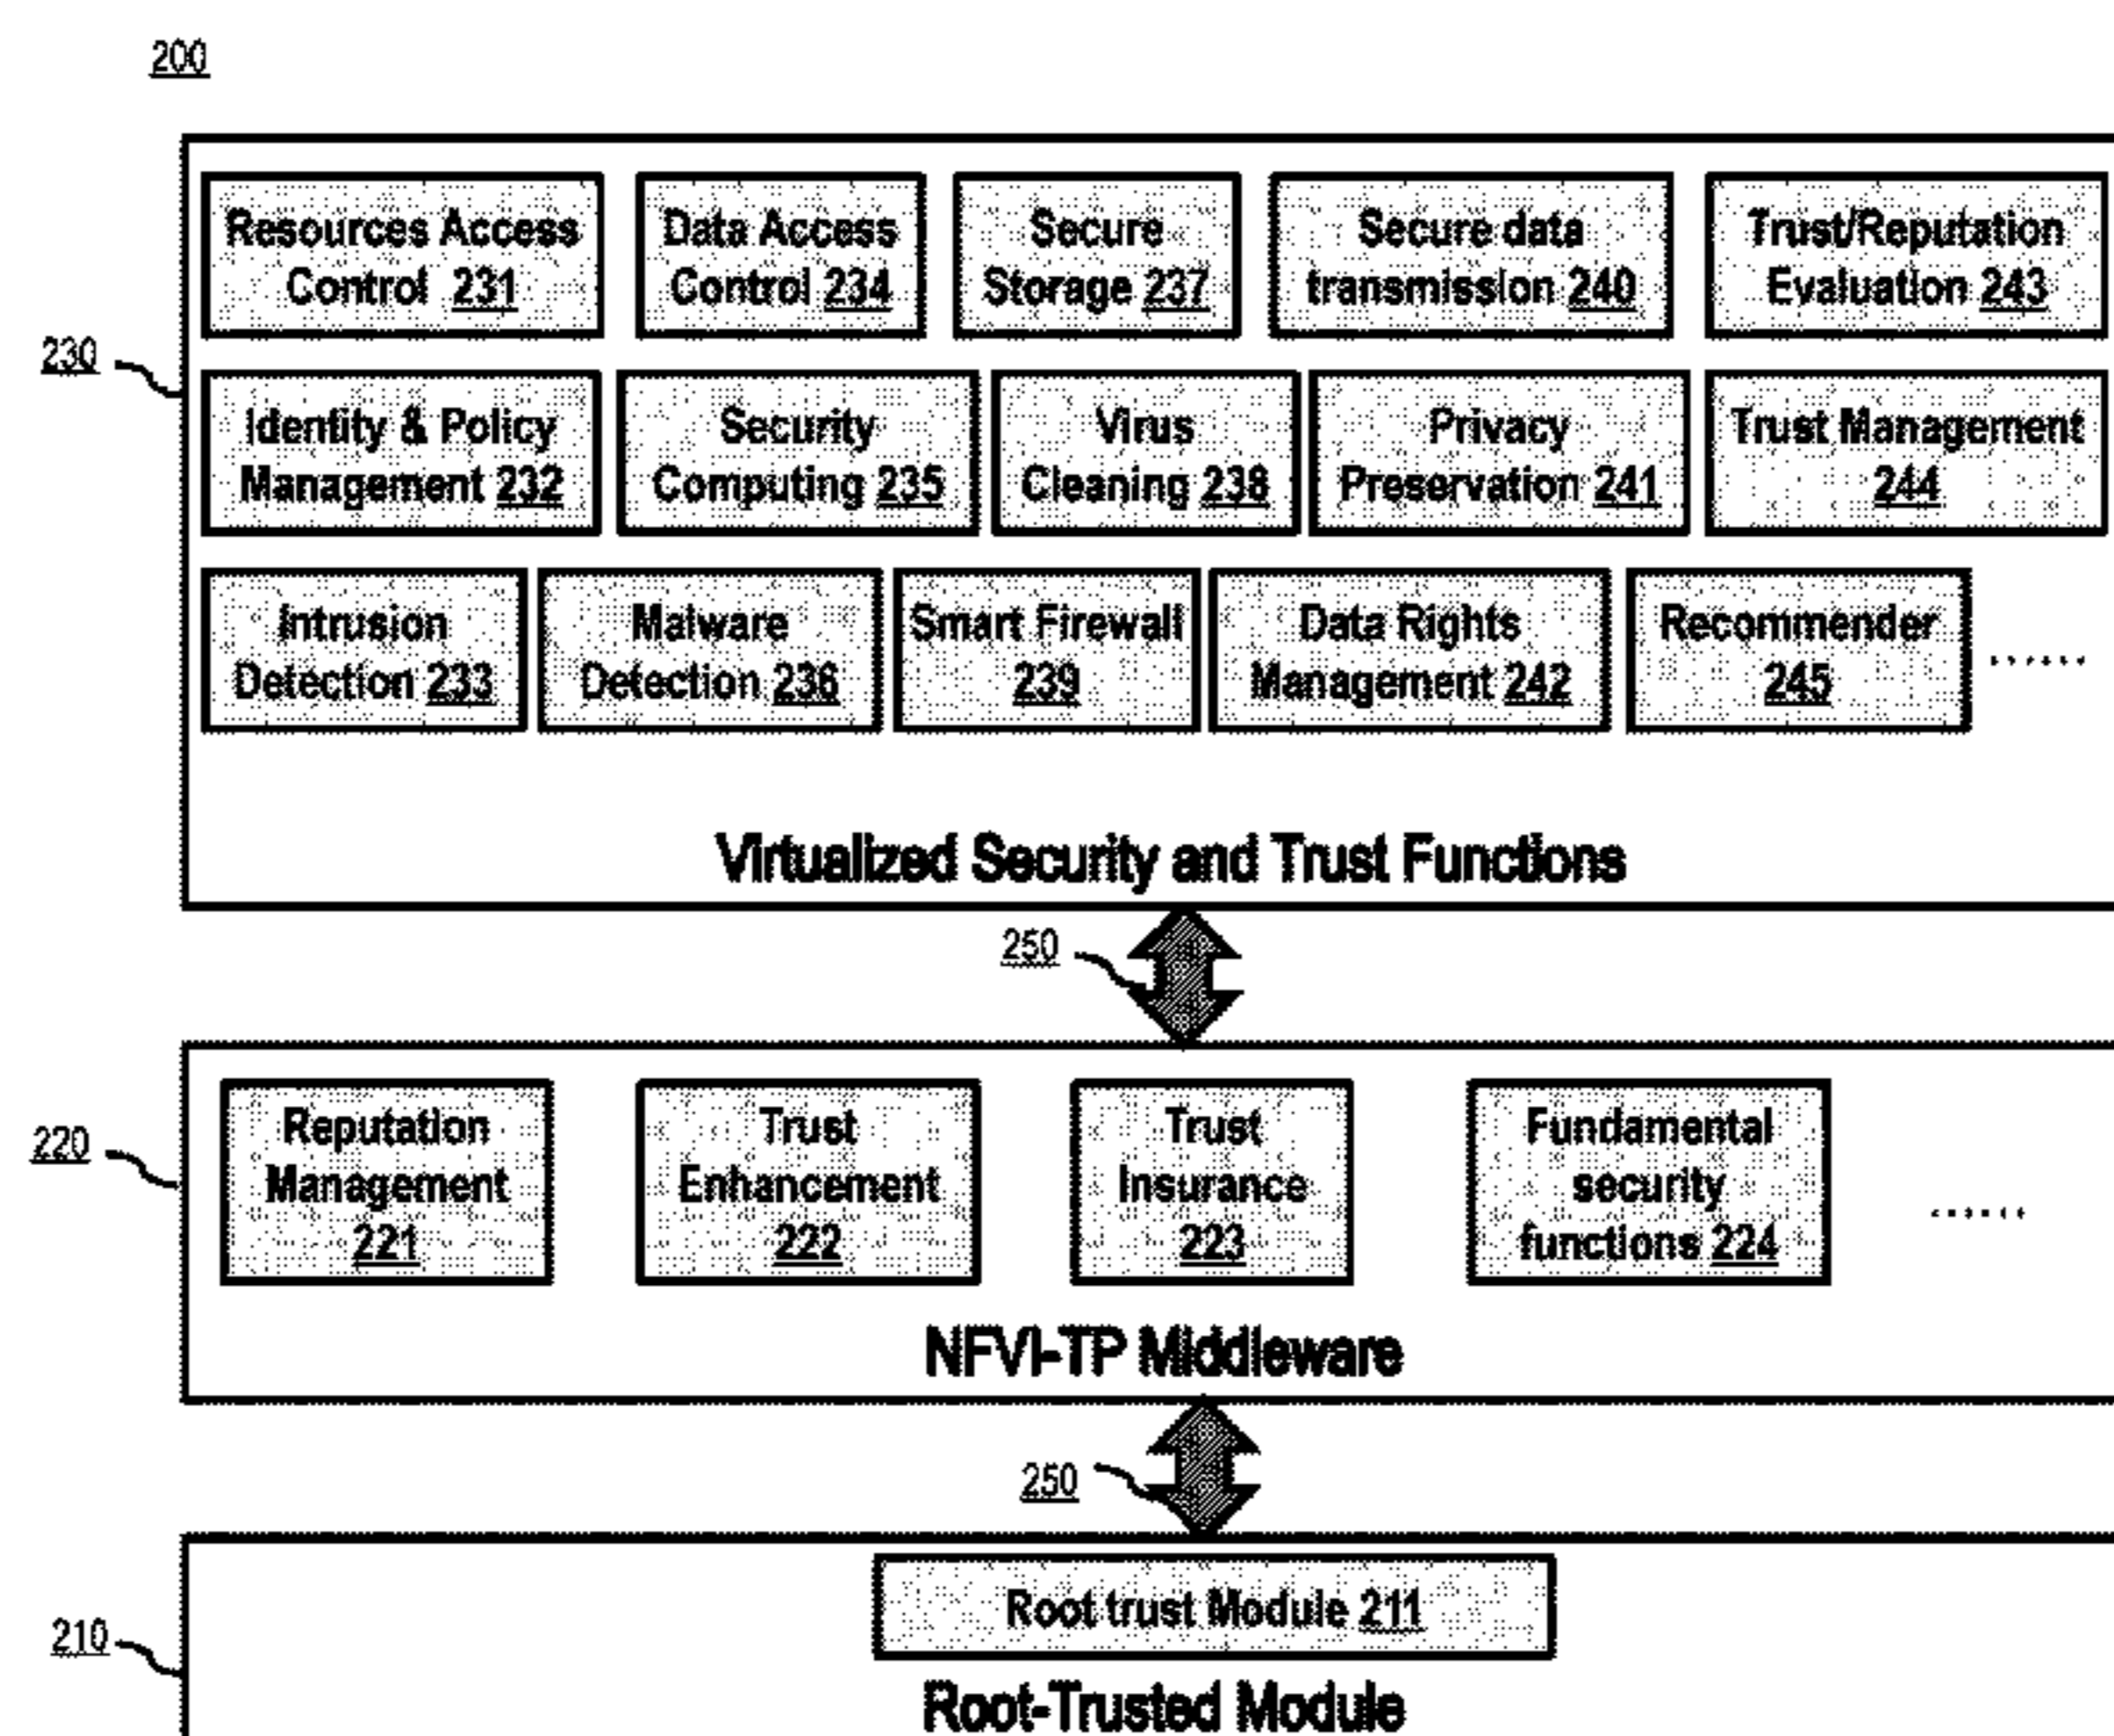 200
Resources Access
Control 231
Data Access
Control 234
Secure
Storage 237
Secure data
transmission 240
Trust/Reputation
Evaluation 243
230
Identity & Policy
Management 232
Security
Computing 235
Virus
Cleaning 238
Privacy
Preservation 241
Trust Management
244
Intrusion
Detection 233
Malware
Detection 236
Smart Firewall
239
Data Rights
Management 242
Recommender
245
......
Virtualized Security and Trust Functions
250
220
Reputation
Management
221
Trust
Enhancement
222
Trust
Insurance
223
Fundamental
security
functions 224
......
NFVI-TP Middleware
250
210
Root trust Module 211
Root-Trusted Module